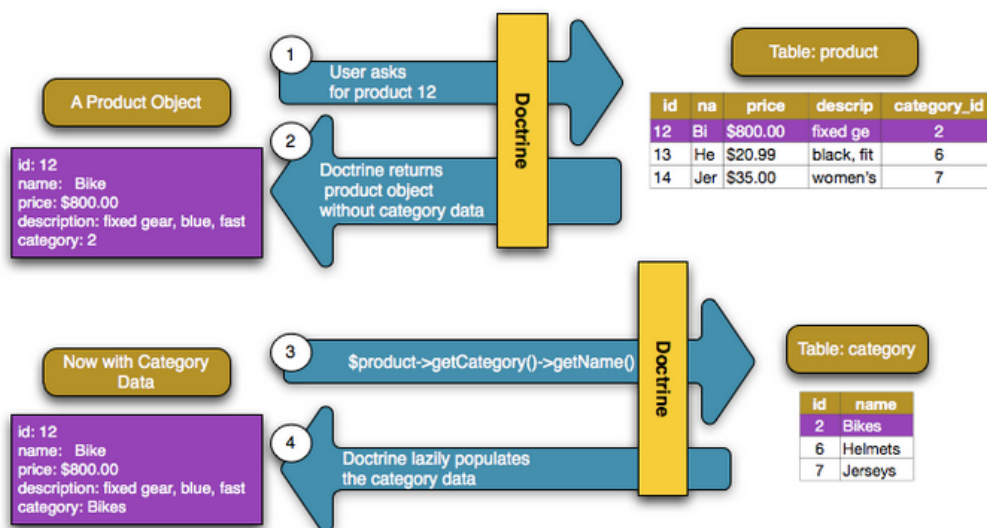 1
User asks
for product 12
Doctrine
Table: product
A Product Object
id na price descrip category_id
12 Bi $800.00 fixed ge 2
13 He $20.99 black, fit 6
14 Jer $35.00 women's 7
2
Doctrine returns
product object
without category data
id: 12
name: Bike
price: $800.00
description: fixed gear, blue, fast
category: 2
3
$product->getCategory()->getName()
Doctrine
Table: category
Now with Category
Data
id name
2 Bikes
6 Helmets
7 Jerseys
4
Doctrine lazily populates
the category data
id: 12
name: Bike
price: $800.00
description: fixed gear, blue, fast
category: Bikes